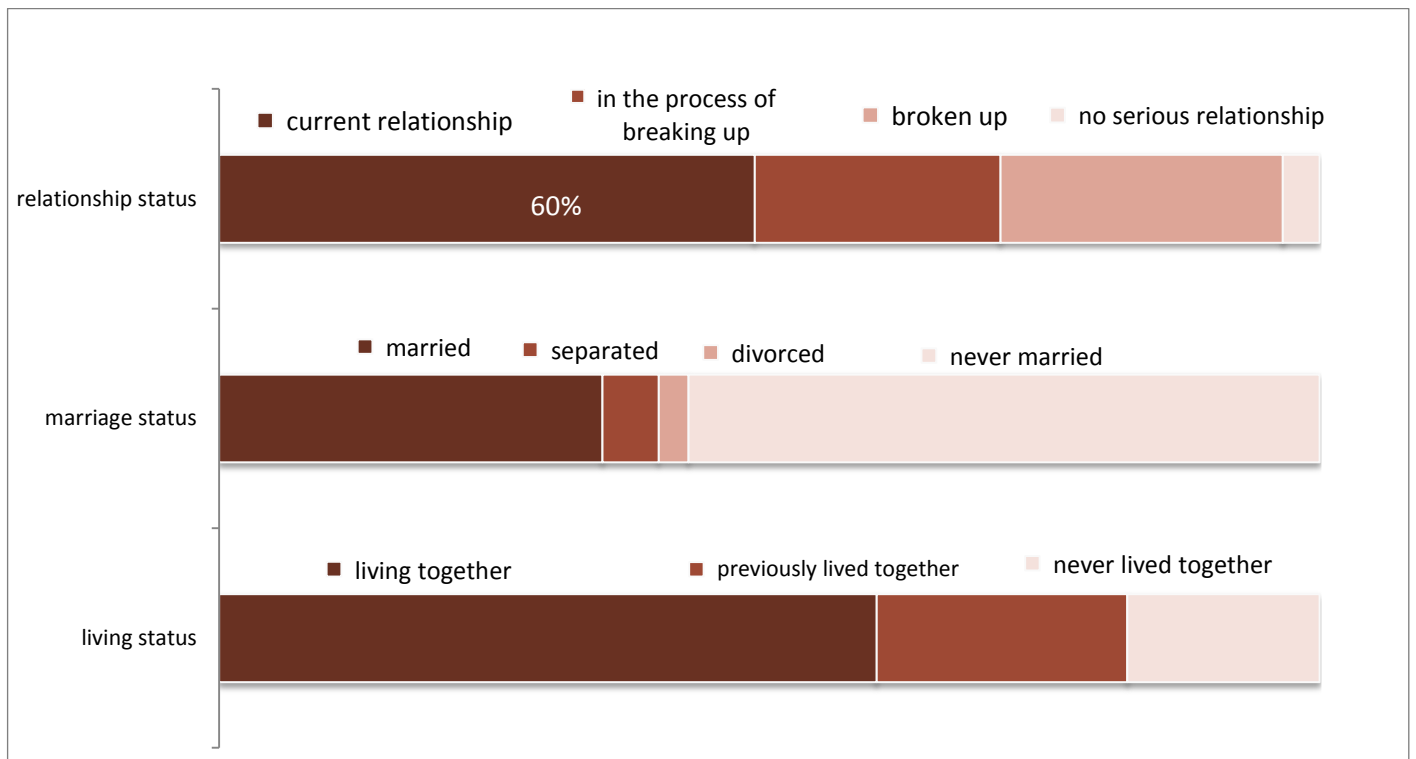 current relationship
in the process of
breaking up
broken up
no serious relationship
relationship status
60%
married
separated
divorced
never married
marriage status
living together
previously lived together
never lived together
living status